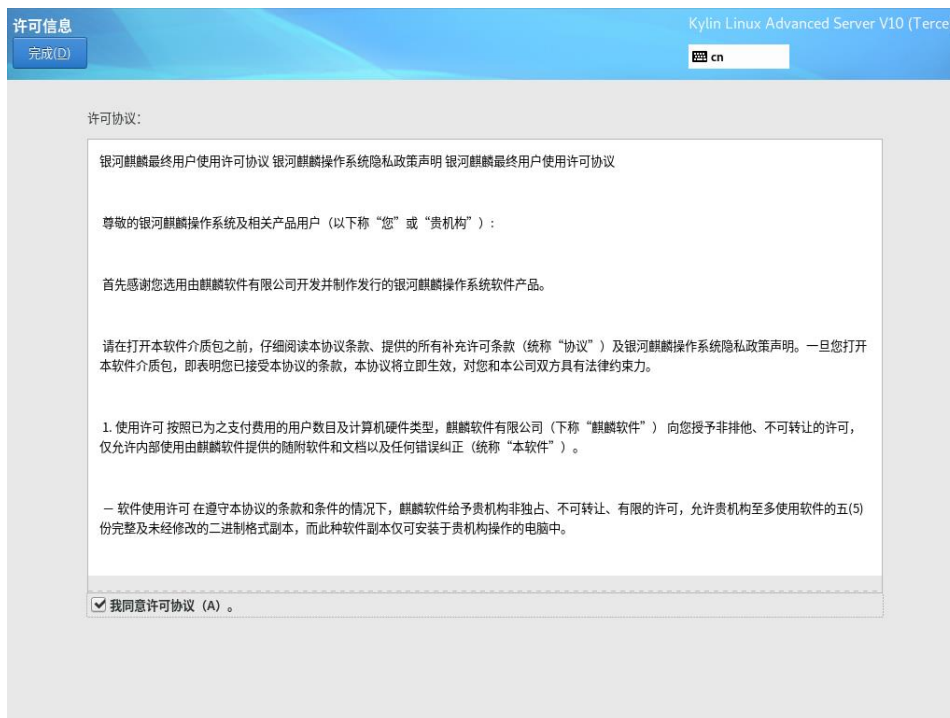 许可信息
Kylin Linux Advanced Server V10 (Terce
完成(D)
cn
许可协议：
银河麒麟最终用户使用许可协议 银河麒麟操作系统隐私政策声明 银河麒麟最终用户使用许可协议
尊敬的银河麒麟操作系统及相关产品用户（以下称“您”或“贵机构”）：
首先感谢您选用由麒麟软件有限公司开发并制作发行的银河麒麟操作系统软件产品。
请在打开本软件介质包之前，仔细阅读本协议条款、提供的所有补充许可条款（统称“协议”）及银河麒麟操作系统隐私政策声明。一旦您打开
本软件介质包，即表明您已接受本协议的条款，本协议将立即生效，对您和本公司双方具有法律约束力。
1. 使用许可 按照已为之支付费用的用户数目及计算机硬件类型，麒麟软件有限公司（下称“麒麟软件”） 向您授予非排他、不可转让的许可，
仅允许内部使用由麒麟软件提供的随附软件和文档以及任何错误纠正（统称“本软件”）。
－ 软件使用许可 在遵守本协议的条款和条件的情况下，麒麟软件给予贵机构非独占、不可转让、有限的许可，允许贵机构至多使用软件的五(5)
份完整及未经修改的二进制格式副本，而此种软件副本仅可安装于贵机构操作的电脑中。
我同意许可协议（A）。